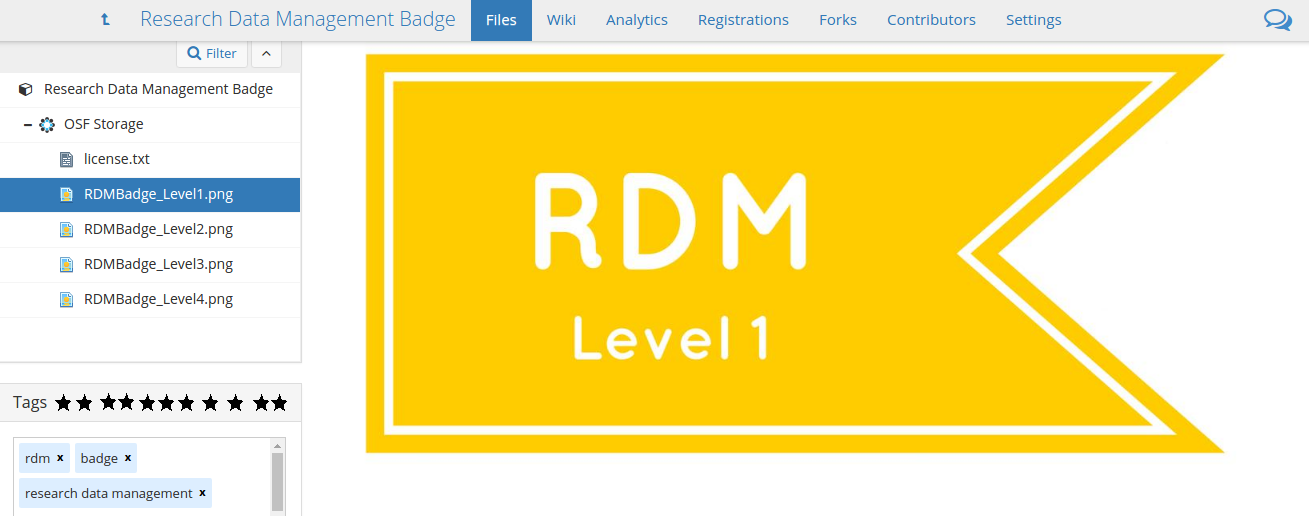 Research Data Management Badge Files Wiki Analytics Registrations Forks Contributors Settings
Filter
Research Data Management Badge
OSF Storage
license.txt
RDMBadge_Level1.png
RDMBadge_Level2.png
RDMBadge_Level3.png
RDMBadge_Level4.png
Tags
rdm x badge x
research data management x
RDM
Level 1